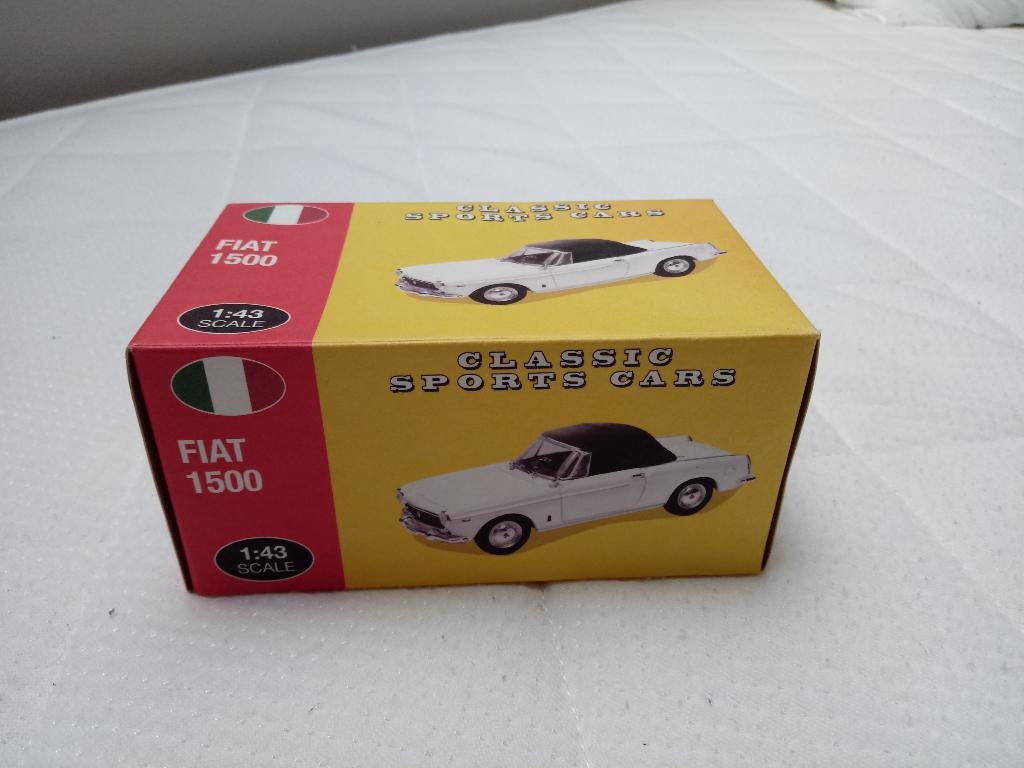 CLASSIC
SPORTS CARS
FIAT
1500
1:43
SCALE
CLASSIC
SPORTS CARS
FIAT
1500
1:43
SCALE